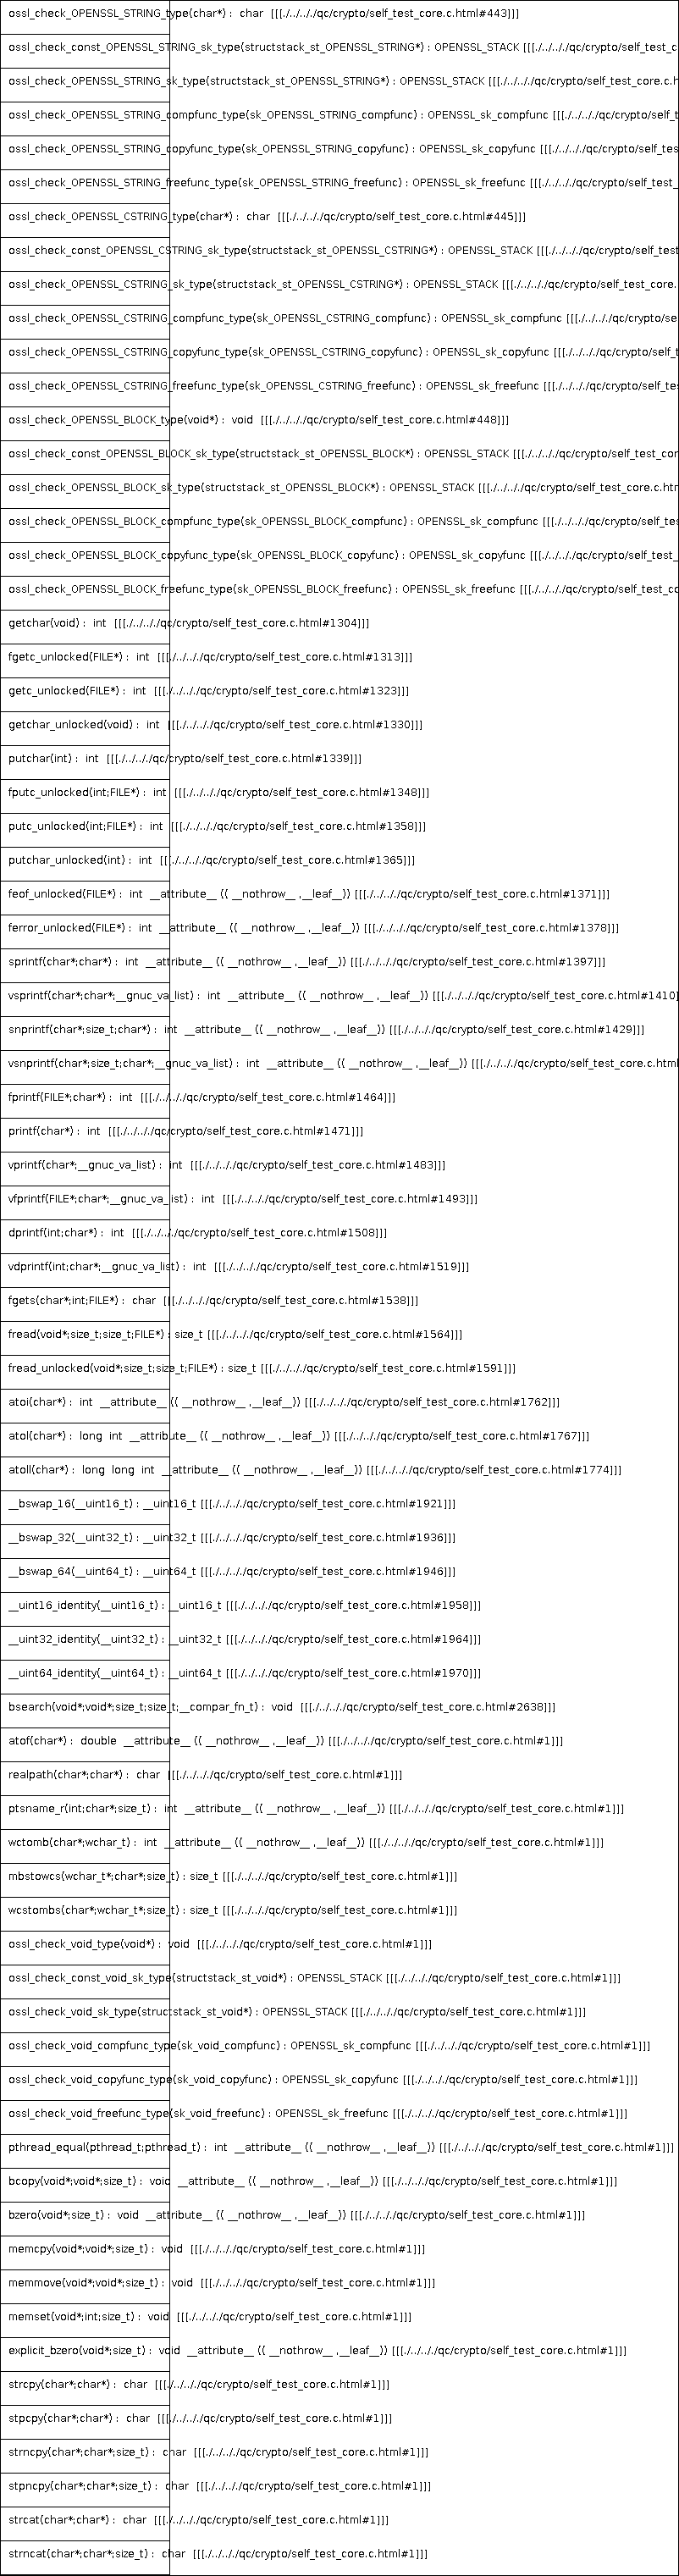 ossl_check_OPENSSL_STRING_type(char*) : char [[[./../../qc/crypto/self_test_core.c.html#443]]]
ossl_check_const_OPENSSL_STRING_sk_type(structstack_st_OPENSSL_STRING*) : OPENSSL_STACK [[[./../../qc/crypto/self_test_c
ossl_check_OPENSSL_STRING_sk_type(structstack_st_OPENSSL_STRING*) : OPENSSL_STACK [[[./../../qc/crypto/self_test_core.c.h
ossl_check_OPENSSL_STRING_compfunc_type(sk_OPENSSL_STRING_compfunc) : OPENSSL_sk_compfunc [[[./../../qc/crypto/self_t
ossl_check_OPENSSL_STRING_copyfunc_type(sk_OPENSSL_STRING_copyfunc) : OPENSSL_sk_copyfunc [[[./../../qc/crypto/self_tes
ossl_check_OPENSSL_STRING_freefunc_type(sk_OPENSSL_STRING_freefunc) : OPENSSL_sk_freefunc [[[./../../qc/crypto/self_test_
ossl_check_OPENSSL_CSTRING_type(char*) : char [[[./../../qc/crypto/self_test_core.c.html#445]]]
ossl_check_const_OPENSSL_CSTRING_sk_type(structstack_st_OPENSSL_CSTRING*) : OPENSSL_STACK [[[./../../qc/crypto/self_test
ossl_check_OPENSSL_CSTRING_sk_type(structstack_st_OPENSSL_CSTRING*) : OPENSSL_STACK [[[./../../qc/crypto/self_test_core.
ossl_check_OPENSSL_CSTRING_compfunc_type(sk_OPENSSL_CSTRING_compfunc) : OPENSSL_sk_compfunc [[[./../../qc/crypto/se
ossl_check_OPENSSL_CSTRING_copyfunc_type(sk_OPENSSL_CSTRING_copyfunc) : OPENSSL_sk_copyfunc [[[./../../qc/crypto/self_t
ossl_check_OPENSSL_CSTRING_freefunc_type(sk_OPENSSL_CSTRING_freefunc) : OPENSSL_sk_freefunc [[[./../../qc/crypto/self_tes
ossl_check_OPENSSL_BLOCK_type(void*) : void [[[./../../qc/crypto/self_test_core.c.html#448]]]
ossl_check_const_OPENSSL_BLOCK_sk_type(structstack_st_OPENSSL_BLOCK*) : OPENSSL_STACK [[[./../../qc/crypto/self_test_cor
ossl_check_OPENSSL_BLOCK_sk_type(structstack_st_OPENSSL_BLOCK*) : OPENSSL_STACK [[[./../../qc/crypto/self_test_core.c.htm
ossl_check_OPENSSL_BLOCK_compfunc_type(sk_OPENSSL_BLOCK_compfunc) : OPENSSL_sk_compfunc [[[./../../qc/crypto/self_tes
ossl_check_OPENSSL_BLOCK_copyfunc_type(sk_OPENSSL_BLOCK_copyfunc) : OPENSSL_sk_copyfunc [[[./../../qc/crypto/self_test_
ossl_check_OPENSSL_BLOCK_freefunc_type(sk_OPENSSL_BLOCK_freefunc) : OPENSSL_sk_freefunc [[[./../../qc/crypto/self_test_co
getchar(void) : int [[[./../../qc/crypto/self_test_core.c.html#1304]]]
fgetc_unlocked(FILE*) : int [[[./../../qc/crypto/self_test_core.c.html#1313]]]
getc_unlocked(FILE*) : int [[[./../../qc/crypto/self_test_core.c.html#1323]]]
getchar_unlocked(void) : int [[[./../../qc/crypto/self_test_core.c.html#1330]]]
putchar(int) : int [[[./../../qc/crypto/self_test_core.c.html#1339]]]
fputc_unlocked(int;FILE*) : int [[[./../../qc/crypto/self_test_core.c.html#1348]]]
putc_unlocked(int;FILE*) : int [[[./../../qc/crypto/self_test_core.c.html#1358]]]
putchar_unlocked(int) : int [[[./../../qc/crypto/self_test_core.c.html#1365]]]
feof_unlocked(FILE*) : int __attribute__ (( __nothrow__ ,__leaf__)) [[[./../../qc/crypto/self_test_core.c.html#1371]]]
ferror_unlocked(FILE*) : int __attribute__ (( __nothrow__ ,__leaf__)) [[[./../../qc/crypto/self_test_core.c.html#1378]]]
sprintf(char*;char*) : int __attribute__ (( __nothrow__ ,__leaf__)) [[[./../../qc/crypto/self_test_core.c.html#1397]]]
vsprintf(char*;char*;__gnuc_va_list) : int __attribute__ (( __nothrow__ ,__leaf__)) [[[./../../qc/crypto/self_test_core.c.html#1410]
snprintf(char*;size_t;char*) : int __attribute__ (( __nothrow__ ,__leaf__)) [[[./../../qc/crypto/self_test_core.c.html#1429]]]
vsnprintf(char*;size_t;char*;__gnuc_va_list) : int __attribute__ (( __nothrow__ ,__leaf__)) [[[./../../qc/crypto/self_test_core.c.html
fprintf(FILE*;char*) : int [[[./../../qc/crypto/self_test_core.c.html#1464]]]
printf(char*) : int [[[./../../qc/crypto/self_test_core.c.html#1471]]]
vprintf(char*;__gnuc_va_list) : int [[[./../../qc/crypto/self_test_core.c.html#1483]]]
vfprintf(FILE*;char*;__gnuc_va_list) : int [[[./../../qc/crypto/self_test_core.c.html#1493]]]
dprintf(int;char*) : int [[[./../../qc/crypto/self_test_core.c.html#1508]]]
vdprintf(int;char*;__gnuc_va_list) : int [[[./../../qc/crypto/self_test_core.c.html#1519]]]
fgets(char*;int;FILE*) : char [[[./../../qc/crypto/self_test_core.c.html#1538]]]
fread(void*;size_t;size_t;FILE*) : size_t [[[./../../qc/crypto/self_test_core.c.html#1564]]]
fread_unlocked(void*;size_t;size_t;FILE*) : size_t [[[./../../qc/crypto/self_test_core.c.html#1591]]]
atoi(char*) : int __attribute__ (( __nothrow__ ,__leaf__)) [[[./../../qc/crypto/self_test_core.c.html#1762]]]
atol(char*) : long int __attribute__ (( __nothrow__ ,__leaf__)) [[[./../../qc/crypto/self_test_core.c.html#1767]]]
atoll(char*) : long long int __attribute__ (( __nothrow__ ,__leaf__)) [[[./../../qc/crypto/self_test_core.c.html#1774]]]
__bswap_16(__uint16_t) : __uint16_t [[[./../../qc/crypto/self_test_core.c.html#1921]]]
__bswap_32(__uint32_t) : __uint32_t [[[./../../qc/crypto/self_test_core.c.html#1936]]]
__bswap_64(__uint64_t) : __uint64_t [[[./../../qc/crypto/self_test_core.c.html#1946]]]
__uint16_identity(__uint16_t) : __uint16_t [[[./../../qc/crypto/self_test_core.c.html#1958]]]
__uint32_identity(__uint32_t) : __uint32_t [[[./../../qc/crypto/self_test_core.c.html#1964]]]
__uint64_identity(__uint64_t) : __uint64_t [[[./../../qc/crypto/self_test_core.c.html#1970]]]
bsearch(void*;void*;size_t;size_t;__compar_fn_t) : void [[[./../../qc/crypto/self_test_core.c.html#2638]]]
atof(char*) : double __attribute__ (( __nothrow__ ,__leaf__)) [[[./../../qc/crypto/self_test_core.c.html#1]]]
realpath(char*;char*) : char [[[./../../qc/crypto/self_test_core.c.html#1]]]
ptsname_r(int;char*;size_t) : int __attribute__ (( __nothrow__ ,__leaf__)) [[[./../../qc/crypto/self_test_core.c.html#1]]]
wctomb(char*;wchar_t) : int __attribute__ (( __nothrow__ ,__leaf__)) [[[./../../qc/crypto/self_test_core.c.html#1]]]
mbstowcs(wchar_t*;char*;size_t) : size_t [[[./../../qc/crypto/self_test_core.c.html#1]]]
wcstombs(char*;wchar_t*;size_t) : size_t [[[./../../qc/crypto/self_test_core.c.html#1]]]
ossl_check_void_type(void*) : void [[[./../../qc/crypto/self_test_core.c.html#1]]]
ossl_check_const_void_sk_type(structstack_st_void*) : OPENSSL_STACK [[[./../../qc/crypto/self_test_core.c.html#1]]]
ossl_check_void_sk_type(structstack_st_void*) : OPENSSL_STACK [[[./../../qc/crypto/self_test_core.c.html#1]]]
ossl_check_void_compfunc_type(sk_void_compfunc) : OPENSSL_sk_compfunc [[[./../../qc/crypto/self_test_core.c.html#1]]]
ossl_check_void_copyfunc_type(sk_void_copyfunc) : OPENSSL_sk_copyfunc [[[./../../qc/crypto/self_test_core.c.html#1]]]
ossl_check_void_freefunc_type(sk_void_freefunc) : OPENSSL_sk_freefunc [[[./../../qc/crypto/self_test_core.c.html#1]]]
pthread_equal(pthread_t;pthread_t) : int __attribute__ (( __nothrow__ ,__leaf__)) [[[./../../qc/crypto/self_test_core.c.html#1]]]
bcopy(void*;void*;size_t) : void __attribute__ (( __nothrow__ ,__leaf__)) [[[./../../qc/crypto/self_test_core.c.html#1]]]
bzero(void*;size_t) : void __attribute__ (( __nothrow__ ,__leaf__)) [[[./../../qc/crypto/self_test_core.c.html#1]]]
memcpy(void*;void*;size_t) : void [[[./../../qc/crypto/self_test_core.c.html#1]]]
memmove(void*;void*;size_t) : void [[[./../../qc/crypto/self_test_core.c.html#1]]]
memset(void*;int;size_t) : void [[[./../../qc/crypto/self_test_core.c.html#1]]]
explicit_bzero(void*;size_t) : void __attribute__ (( __nothrow__ ,__leaf__)) [[[./../../qc/crypto/self_test_core.c.html#1]]]
strcpy(char*;char*) : char [[[./../../qc/crypto/self_test_core.c.html#1]]]
stpcpy(char*;char*) : char [[[./../../qc/crypto/self_test_core.c.html#1]]]
strncpy(char*;char*;size_t) : char [[[./../../qc/crypto/self_test_core.c.html#1]]]
stpncpy(char*;char*;size_t) : char [[[./../../qc/crypto/self_test_core.c.html#1]]]
strcat(char*;char*) : char [[[./../../qc/crypto/self_test_core.c.html#1]]]
strncat(char*;char*;size_t) : char [[[./../../qc/crypto/self_test_core.c.html#1]]]